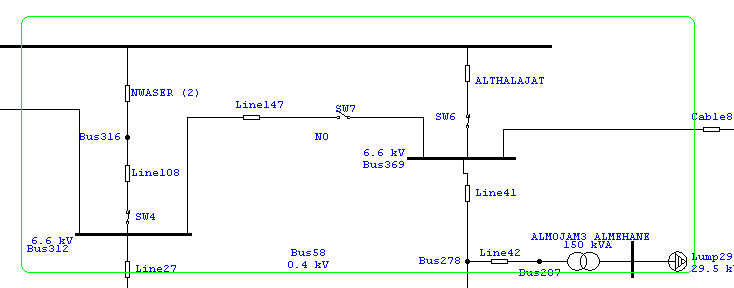 ALTHALAJAT
NWASER (2)
Line147
SW7
SW6
Cable8
Bus316
NO
6.6 kV
Bus369
Line108
Line41
SW4
6.6 kV
Bus312
ALMOJAM3 ALMEHANE
150 kVA
Bus58
0.4 kV
Line42
Bus278
Lump29
Line27
Bus287
29.5 k